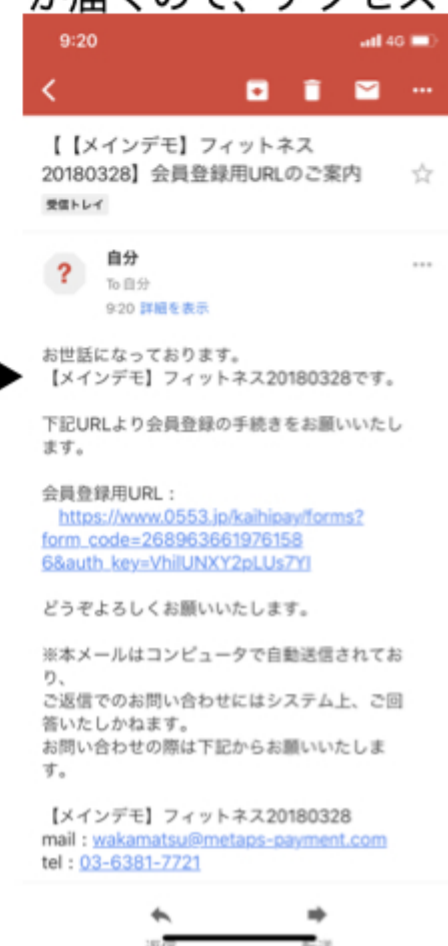 が届くので、アクセス
9:20
4G
【【メインデモ】フィットネス
20180328】会員登録用URLのご案内
受信トレイ
?
自分
To 自分
9:20 詳細を表示
お世話になっております。
【メインデモ】フィットネス20180328です。
下記URLより会員登録の手続きをお願いいたし
ます。
会員登録用URL：
https://www.0553.jp/kaihipay/forms?
form_code=268963661976158
6&auth_key=VhilUNXY2pLUs7YI
どうぞよろしくお願いいたします。
※本メールはコンピュータで自動送信されてお
り、
ご返信でのお問い合わせにはシステム上、ご回
答いたしかねます。
お問い合わせの際は下記からお願いいたしま
す。
【メインデモ】フィットネス20180328
mail：wakamatsu@metaps-payment.com
tel：03-6381-7721